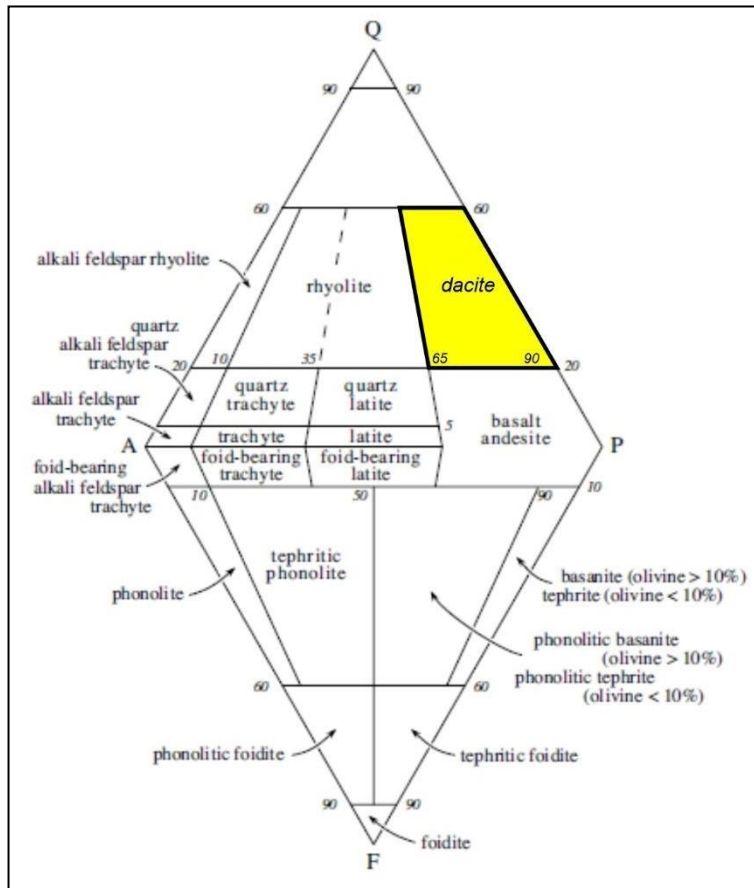 Q
90 90
60 60
alkali feldspar rhyolite
rhyolite
dacite
quartz
alkali feldspar
trachyte
20 10 35 65 90 20
alkali feldspar
trachyte
quartz
trachyte
quartz
latite
basalt
andesite
5
A
trachyte
latite
P
foid-bearing
alkali feldspar
trachyte
foid-bearing
trachyte
foid-bearing
latite
10 50 90 10
tephritic
phonolite
phonolite
basanite (olivine > 10%)
tephrite (olivine < 10%)
phonolitic basanite
(olivine > 10%)
phonolitic tephrite
(olivine < 10%)
60 60
phonolitic foidite
tephritic foidite
90 90
foidite
F